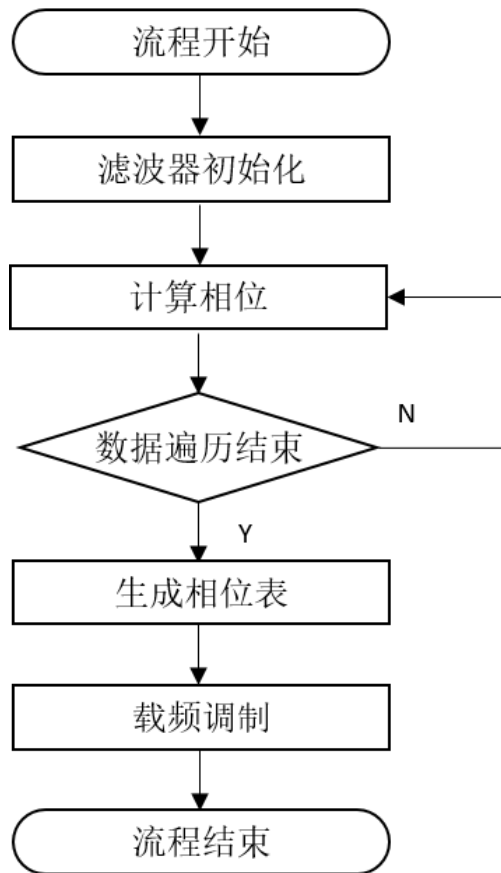 流程开始
滤波器初始化
计算相位
N
数据遍历结束
Y
生成相位表
载频调制
流程结束